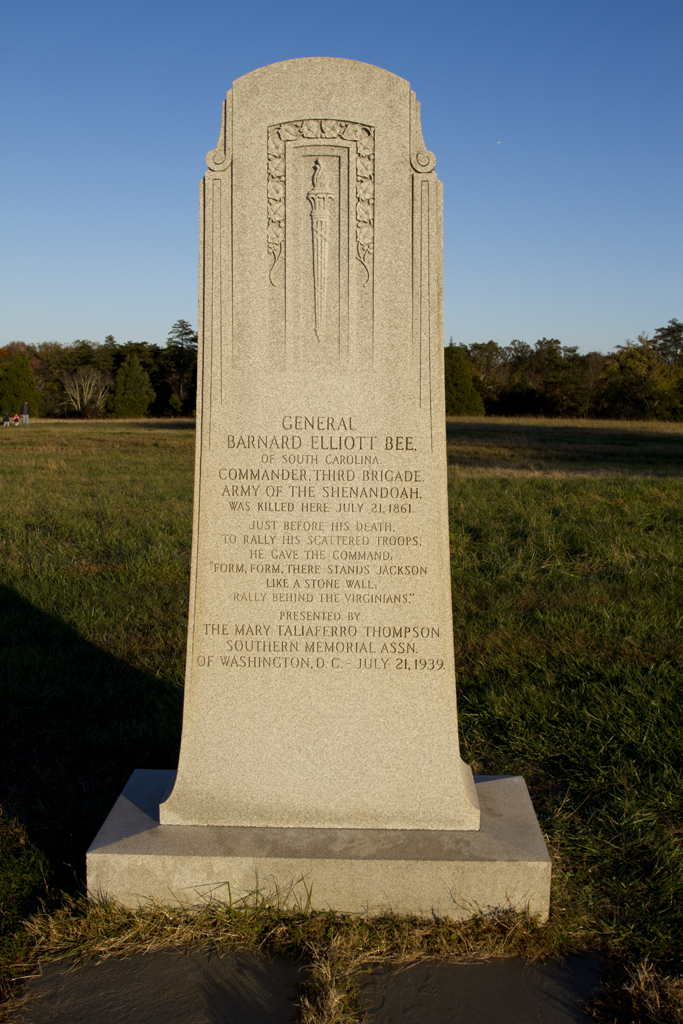 GENERAL
BARNARD ELLIOTT BEE,
OF SOUTH CAROLINA,
COMMANDER, THIRD BRIGADE,
ARMY OF THE SHENANDOAH,
WAS KILLED HERE JULY 21, 1861.
JUST BEFORE HIS DEATH,
TO RALLY HIS SCATTERED TROOPS,
HE GAVE THE COMMAND,
"FORM, FORM, THERE STANDS JACKSON
LIKE A STONE WALL;
RALLY BEHIND THE VIRGINIANS."
PRESENTED BY
THE MARY TALIAFERRO THOMPSON
SOUTHERN MEMORIAL ASSN.
OF WASHINGTON, D.C. - JULY 21, 1939.